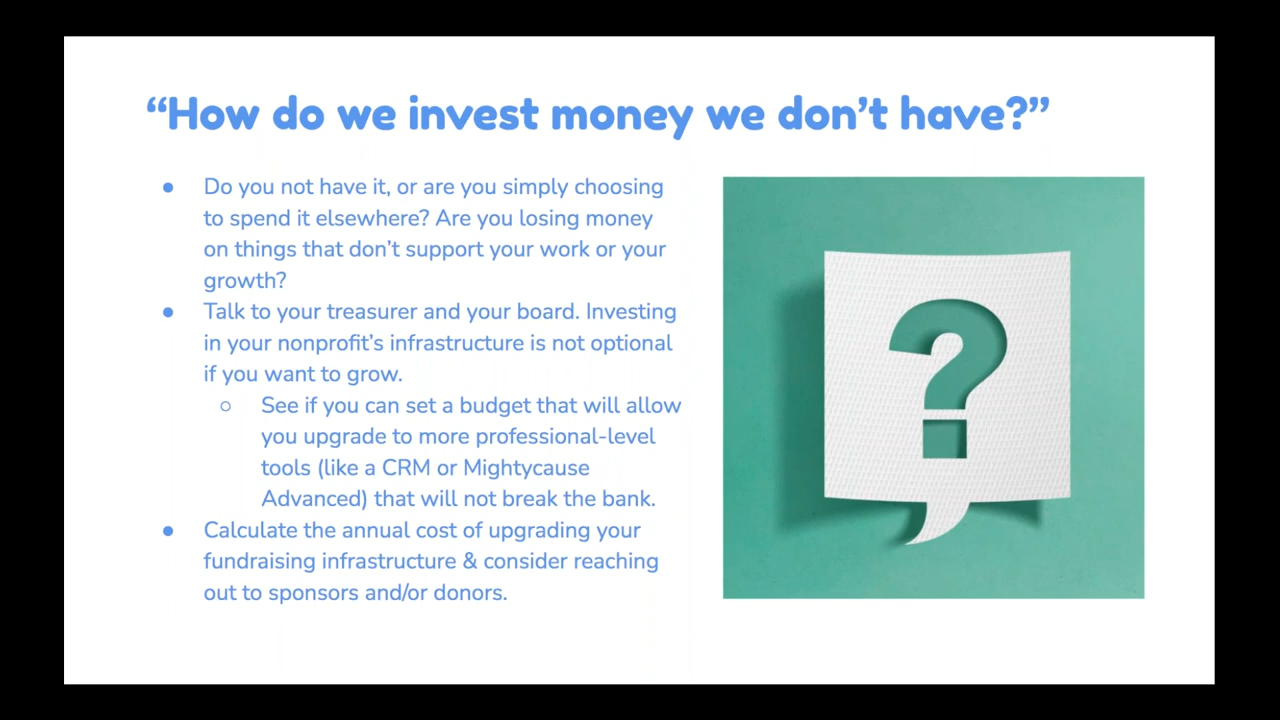 “How do we invest money we don’t have?”
● Do you not have it, or are you simply choosing
to spend it elsewhere? Are you losing money
on things that don’t support your work or your
growth?
● Talk to your treasurer and your board. Investing
in your nonprofit’s infrastructure is not optional
if you want to grow.
○ See if you can set a budget that will allow
you upgrade to more professional-level
tools (like a CRM or Mightycause
Advanced) that will not break the bank.
● Calculate the annual cost of upgrading your
fundraising infrastructure & consider reaching
out to sponsors and/or donors.
?